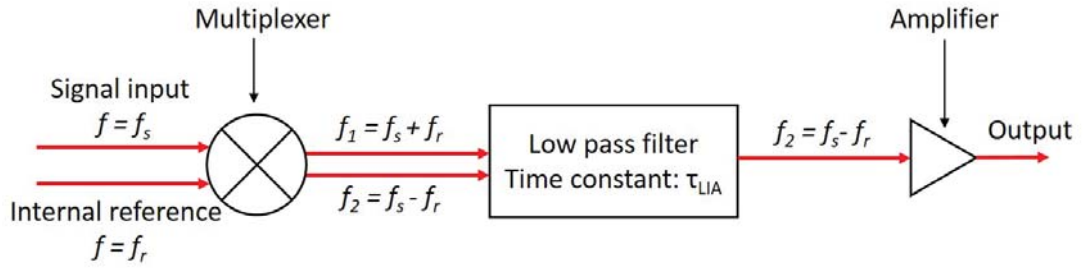 Multiplexer
Amplifier
Signal input
f = fₛ
f₁ = fₛ + fᵣ
Low pass filter
Time constant: τ_LIA
f₂ = fₛ- fᵣ
Output
f₂ = fₛ - fᵣ
Internal reference
f = fᵣ